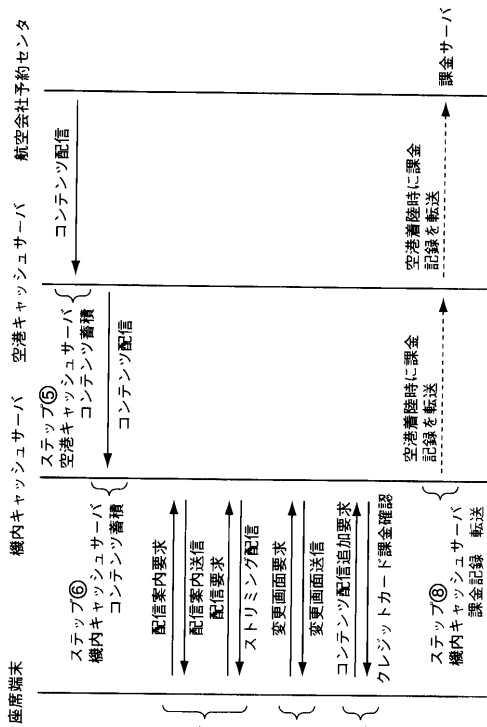 座席端末
機内キャッシュサーバ
空港キャッシュサーバ
航空会社予約センタ
コンテンツ配信
ステップ⑤
空港キャッシュサーバ
コンテンツ蓄積
コンテンツ配信
ステップ⑥
機内キャッシュサーバ
コンテンツ蓄積
配信案内要求
配信案内送信
配信要求
ストリミング配信
変更画面要求
変更画面送信
コンテンツ配信追加要求
クレジットカード課金確認
ステップ⑧
機内キャッシュサーバ
課金記録 転送
空港着陸時に課金
記録を転送
空港着陸時に課金
記録を転送
課金サーバ